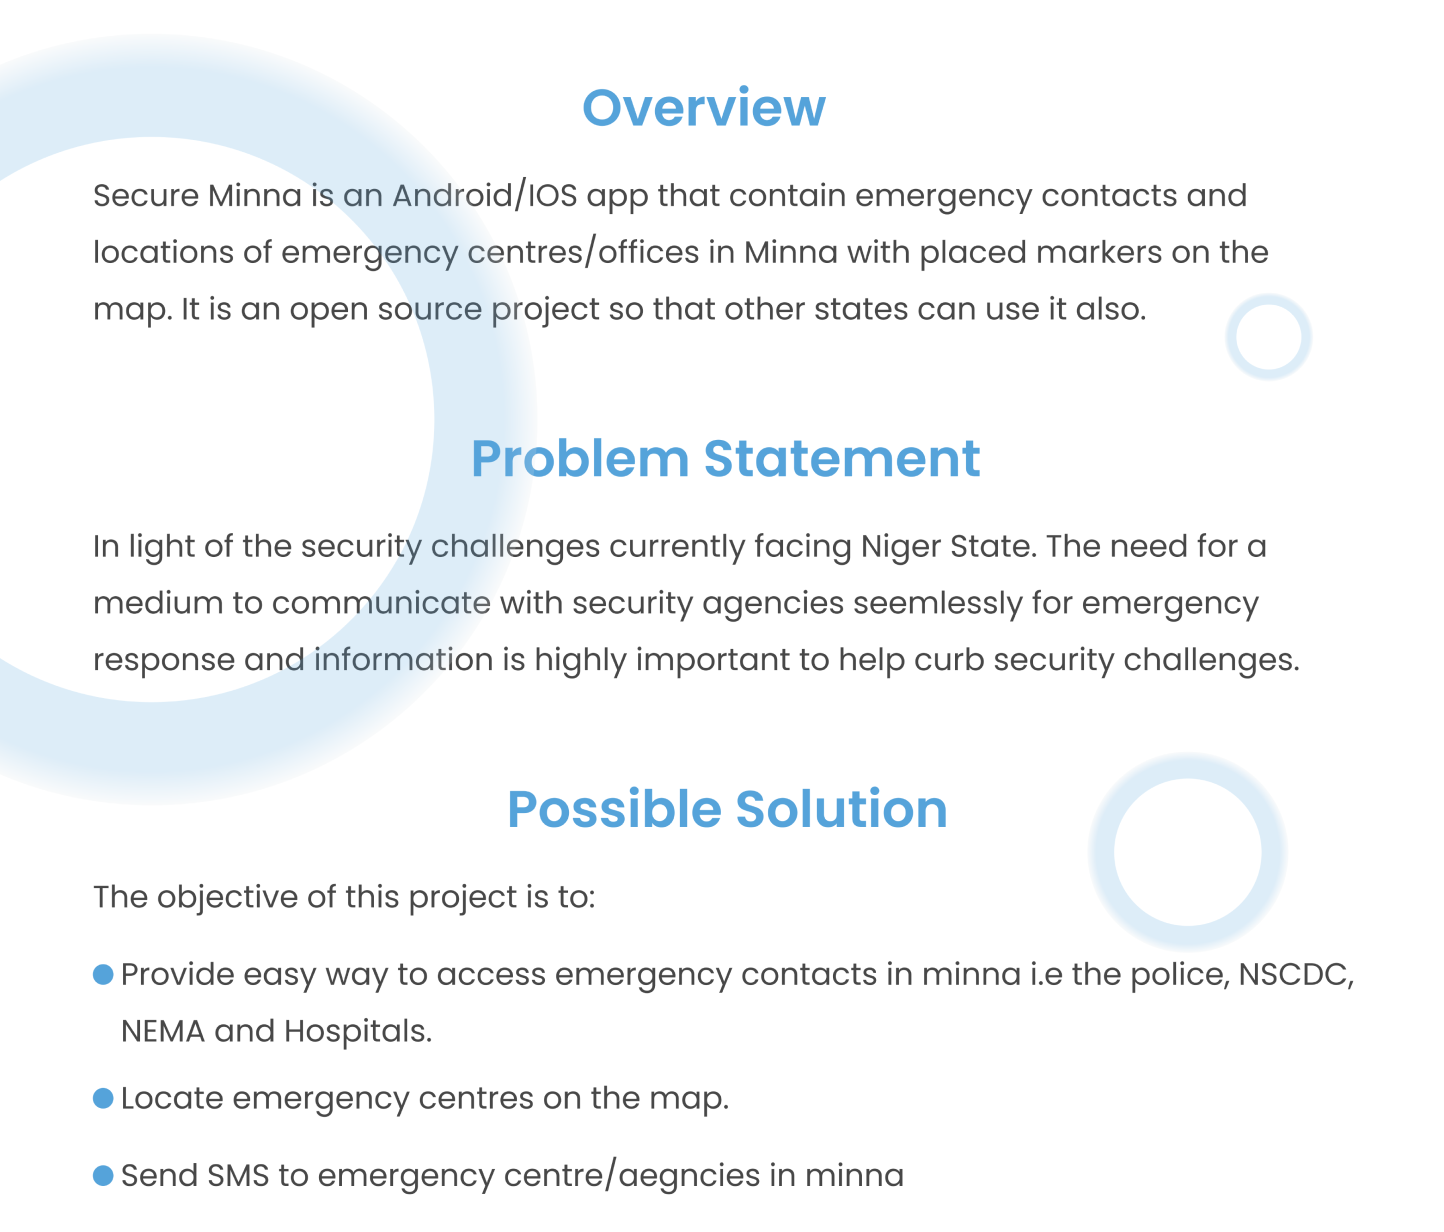 Overview
Secure Minna is an Android/IOS app that contain emergency contacts and
locations of emergency centres/offices in Minna with placed markers on the
map. It is an open source project so that other states can use it also.
Problem Statement
In light of the security challenges currently facing Niger State. The need for a
medium to communicate with security agencies seemlessly for emergency
response and information is highly important to help curb security challenges.
Possible Solution
The objective of this project is to:
Provide easy way to access emergency contacts in minna i.e the police, NSCDC,
NEMA and Hospitals.
Locate emergency centres on the map.
Send SMS to emergency centre/aegncies in minna